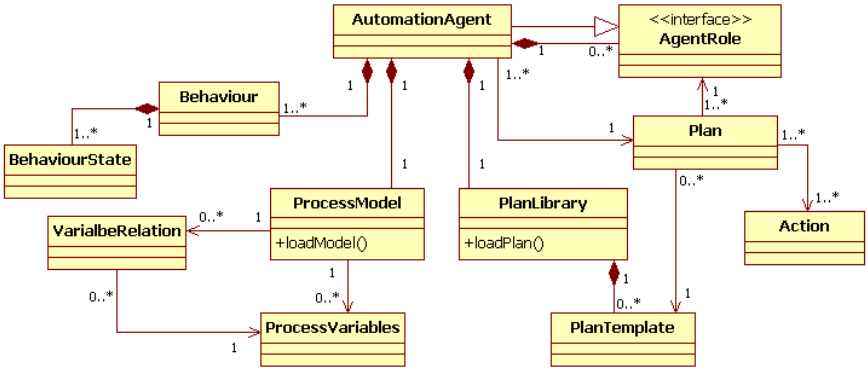 AutomationAgent
<<interface>>
AgentRole
1
0..*
1
1
1
1..*
1
1..*
Behaviour
1..*
1
1..*
BehaviourState
1
Plan
1..*
0..*
1..*
Action
1
1
ProcessModel
+loadModel()
PlanLibrary
+loadPlan()
VarialbeRelation
0..*
1
1
0..*
1
0..*
1
0..*
1
ProcessVariables
PlanTemplate